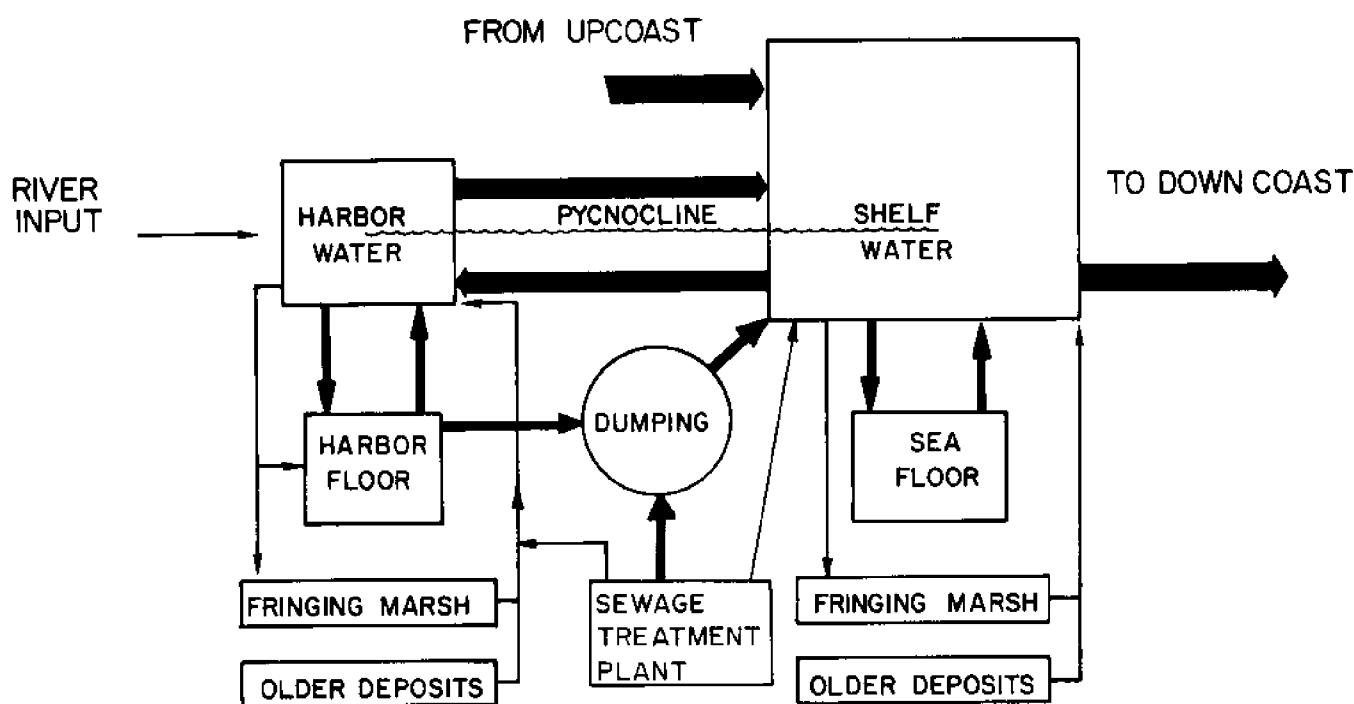 FROM UPCOAST
RIVER
INPUT
HARBOR
WATER
PYCNOCLINE
SHELF
WATER
TO DOWN COAST
HARBOR
FLOOR
DUMPING
SEA
FLOOR
FRINGING MARSH
SEWAGE
TREATMENT
PLANT
FRINGING MARSH
OLDER DEPOSITS
OLDER DEPOSITS